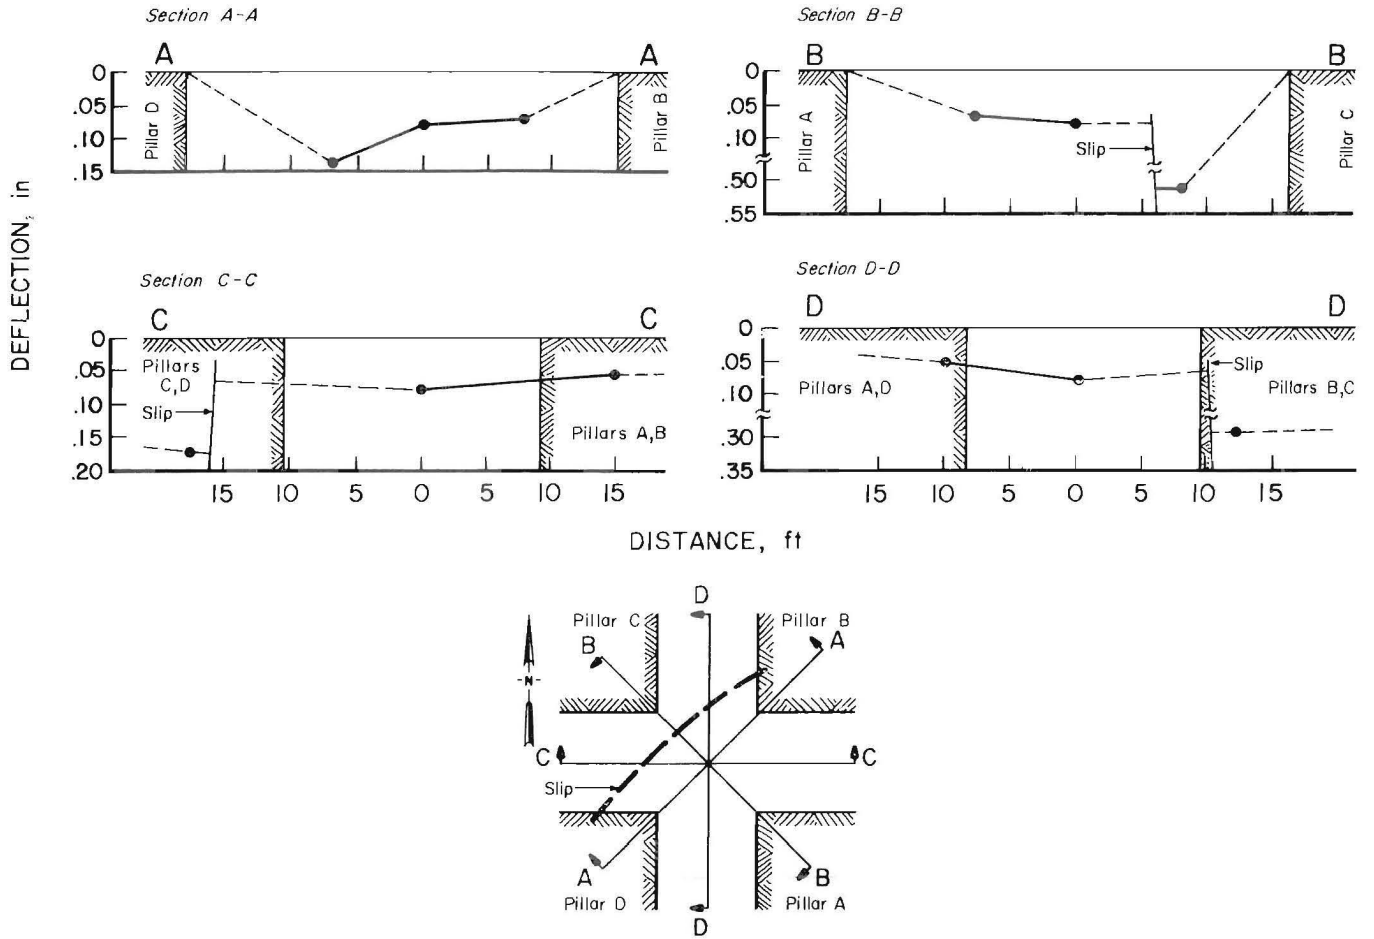 Section A-A
A
A
0
.05
.10
.15
Pillar D
Pillar B
Section B-B
B
B
0
.05
.10
.50
.55
Pillar A
Slip
Pillar C
DEFLECTION, in
Section C-C
C
C
0
.05
.10
.15
.20
Pillars
C,D
Slip
Pillars A,B
15
10
5
0
5
10
15
Section D-D
D
D
0
.05
.10
.30
.35
Pillars A,D
Slip
Pillars B,C
15
10
5
0
5
10
15
DISTANCE, ft
D
Pillar C
Pillar B
B
A
N
C
C
Slip
A
B
Pillar D
Pillar A
D